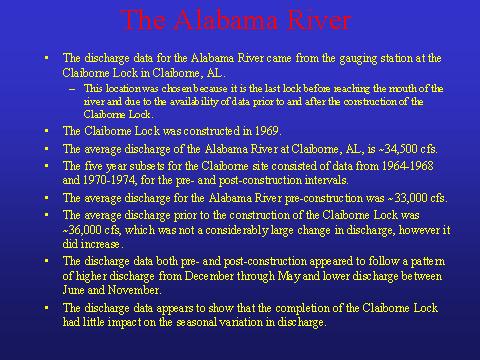 The Alabama River
• The discharge data for the Alabama River came from the gauging station at the
Claiborne Lock in Claiborne, AL.
– This location was chosen because it is the last lock before reaching the mouth of the
river and due to the availability of data prior to and after the construction of the
Claiborne Lock.
• The Claiborne Lock was constructed in 1969.
• The average discharge of the Alabama River at Claiborne, AL, is ~34,500 cfs.
• The five year subsets for the Claiborne site consisted of data from 1964-1968
and 1970-1974, for the pre- and post-construction intervals.
• The average discharge for the Alabama River pre-construction was ~33,000 cfs.
• The average discharge prior to the construction of the Claiborne Lock was
~36,000 cfs, which was not a considerably large change in discharge, however it
did increase.
• The discharge data both pre- and post-construction appeared to follow a pattern
of higher discharge from December through May and lower discharge between
June and November.
• The discharge data appears to show that the completion of the Claiborne Lock
had little impact on the seasonal variation in discharge.